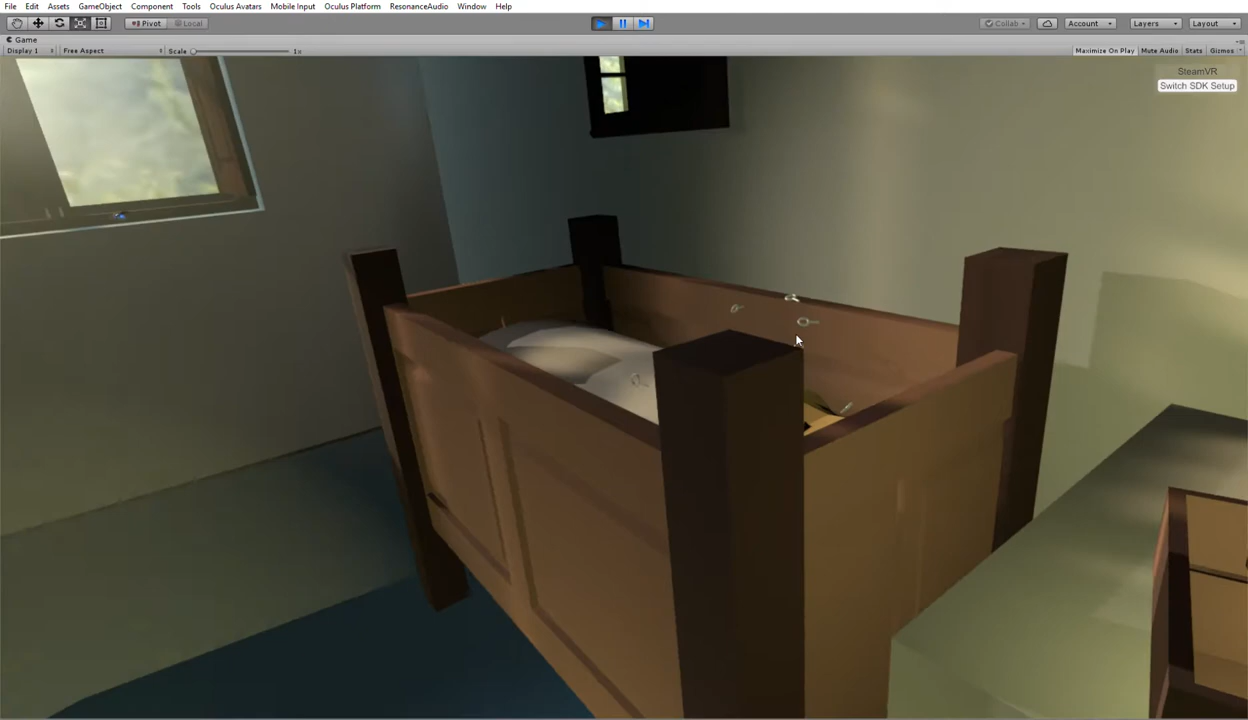 File Edit Assets GameObject Component Tools Oculus Avatars Mobile Input Oculus Platform ResonanceAudio Window Help
Pivot Local Collab Account Layers Layout
Game
Display 1 Free Aspect Scale 1x Maximize On Play Mute Audio Stats Gizmos
SteamVR
Switch SDK Setup